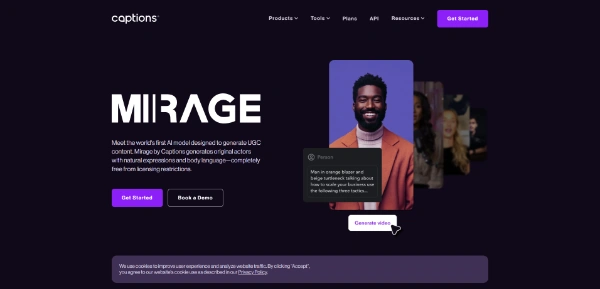 captions
Products Tools Plans API Resources Get Started
MIRAGE
Meet the world's first AI model designed to generate UGC
content. Mirage by Captions generates original actors
with natural expressions and body language—completely
free from licensing restrictions.
Get Started Book a Demo
Person
Man in orange blazer and
beige turtleneck talking about
how to scale your business use
the following three tactics...
Generate video
We use cookies to improve user experience and analyze website traffic. By clicking "Accept",
you agree to our website's cookie use as described in our Privacy Policy.